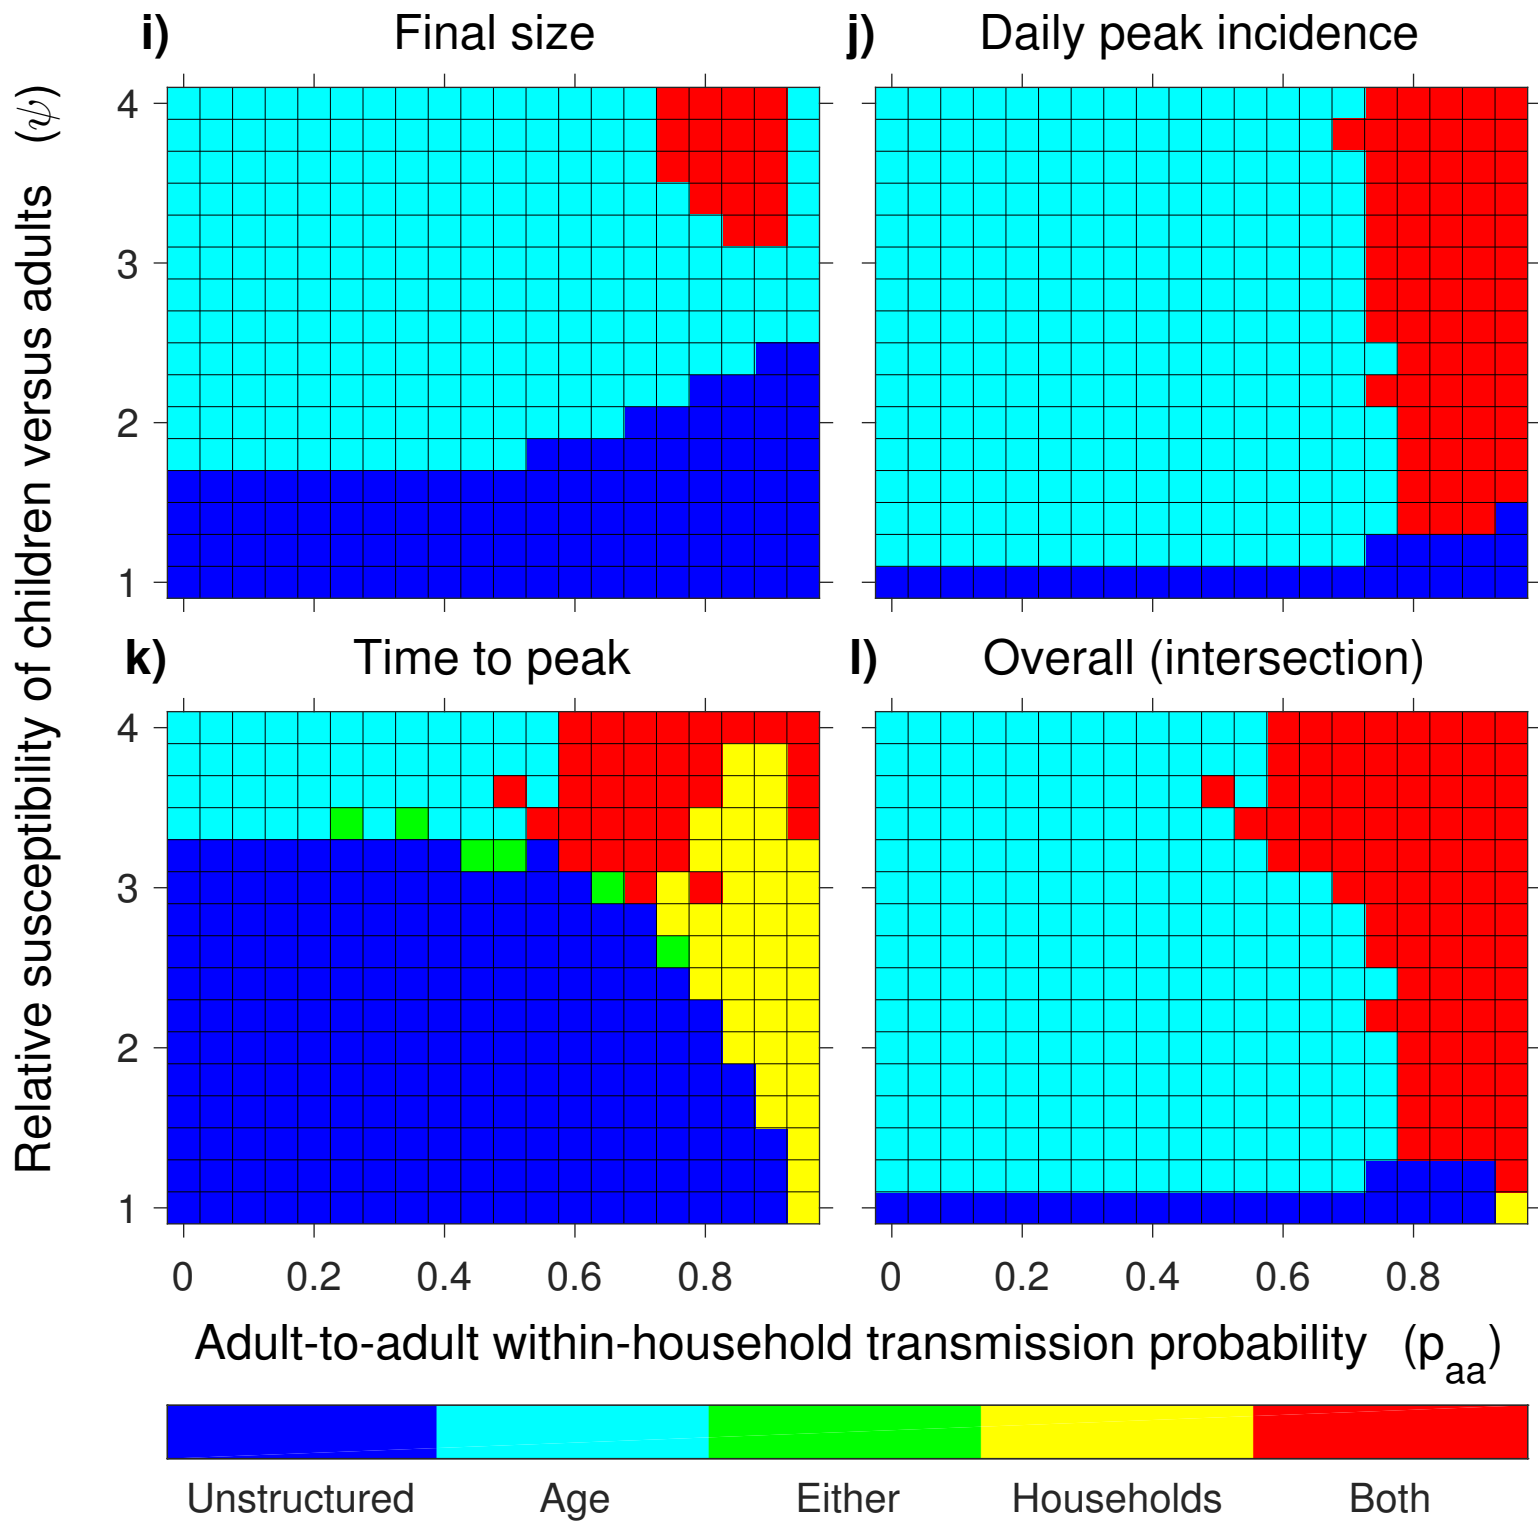 i) Final size
j) Daily peak incidence
Relative susceptibility of children versus adults (ψ)
4
3
2
1
k) Time to peak
l) Overall (intersection)
4
3
2
1
0 0.2 0.4 0.6 0.8
0 0.2 0.4 0.6 0.8
Adult-to-adult within-household transmission probability (p_aa)
Unstructured Age Either Households Both